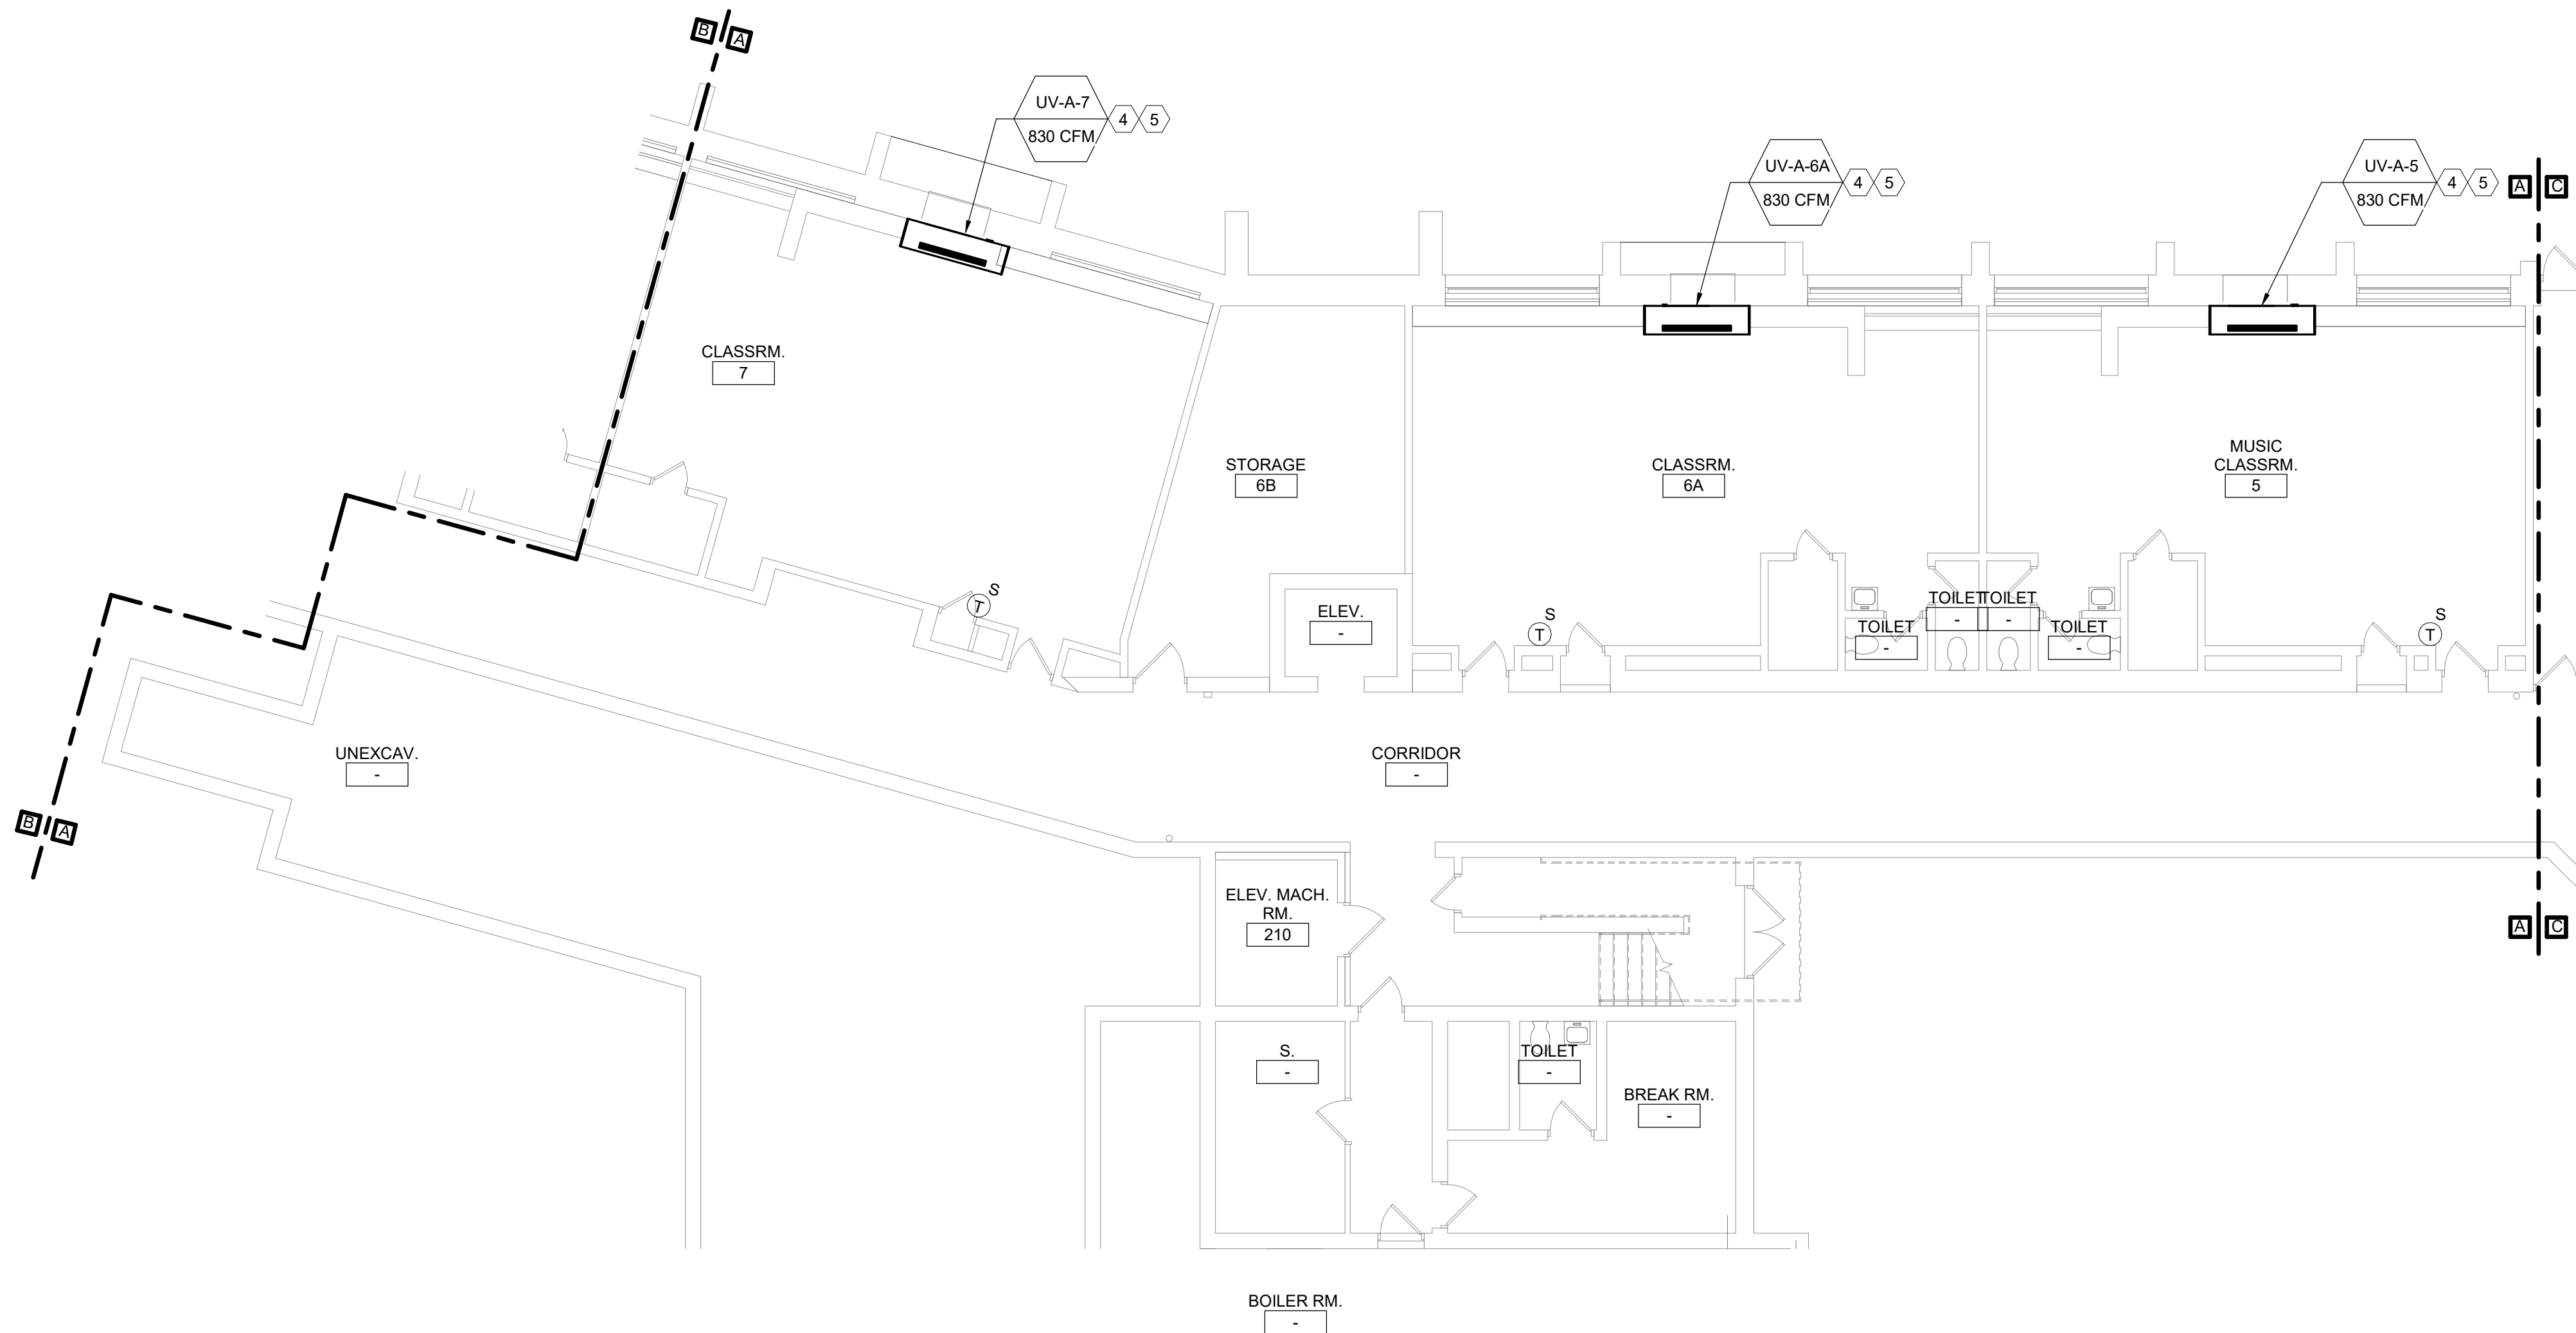 B A
UV-A-7
830 CFM
4 5
UV-A-6A
830 CFM
4 5
UV-A-5
830 CFM
4 5
A C
CLASSRM.
7
STORAGE
6B
CLASSRM.
6A
MUSIC
CLASSRM.
5
S
T
ELEV.
-
S
T
TOILET
-
TOILET
-
TOILET
-
TOILET
-
S
T
UNEXCAV.
-
CORRIDOR
-
B A
ELEV. MACH.
RM.
210
A C
S.
-
TOILET
-
BREAK RM.
-
BOILER RM.
-